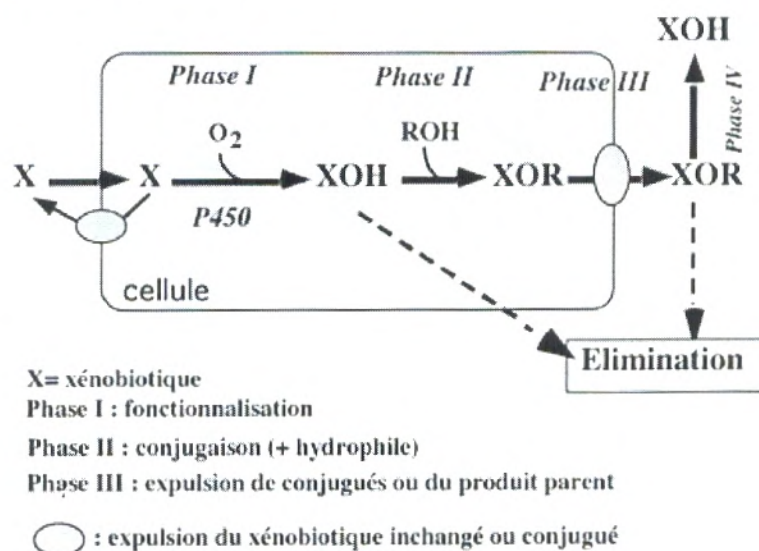 XOH
Phase I Phase II Phase III Phase IV
O2 ROH
X X XOH XOR XOR
P450
cellule
Elimination
X= xénobiotique
Phase I : fonctionnalisation
Phase II : conjugaison (+ hydrophile)
Phase III : expulsion de conjugués ou du produit parent
: expulsion du xénobiotique inchangé ou conjugué